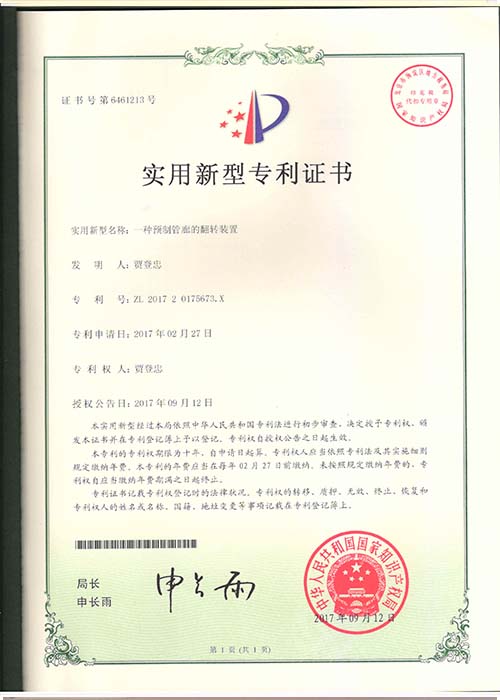 证书号第6461213号
实用新型专利证书
实用新型名称：一种预制管廊的翻转装置
发 明 人：贾登忠
专 利 号：ZL 2017 2 0175673.X
专利申请日：2017年02月27日
专 利 权 人：贾登忠
授权公告日：2017年09月12日
本实用新型经过本局依照中华人民共和国专利法进行初步审查，决定授予专利权，颁
发本证书并在专利登记簿上予以登记。专利权自授权公告之日起生效。
本专利的专利权期限为十年，自申请日起算。专利权人应当依照专利法及其实施细则
规定缴纳年费。本专利的年费应当在每年02月27日前缴纳。未按照规定缴纳年费的，专
利权自应当缴纳年费期满之日起终止。
专利证书记载专利权登记时的法律状况。专利权的转移、质押、无效、终止、恢复和
专利权人的姓名或名称、国籍、地址变更等事项记载在专利登记簿上。
局长
申长雨
申长雨
中华人民共和国国家知识产权局
2017年09月12日
第1页(共1页)